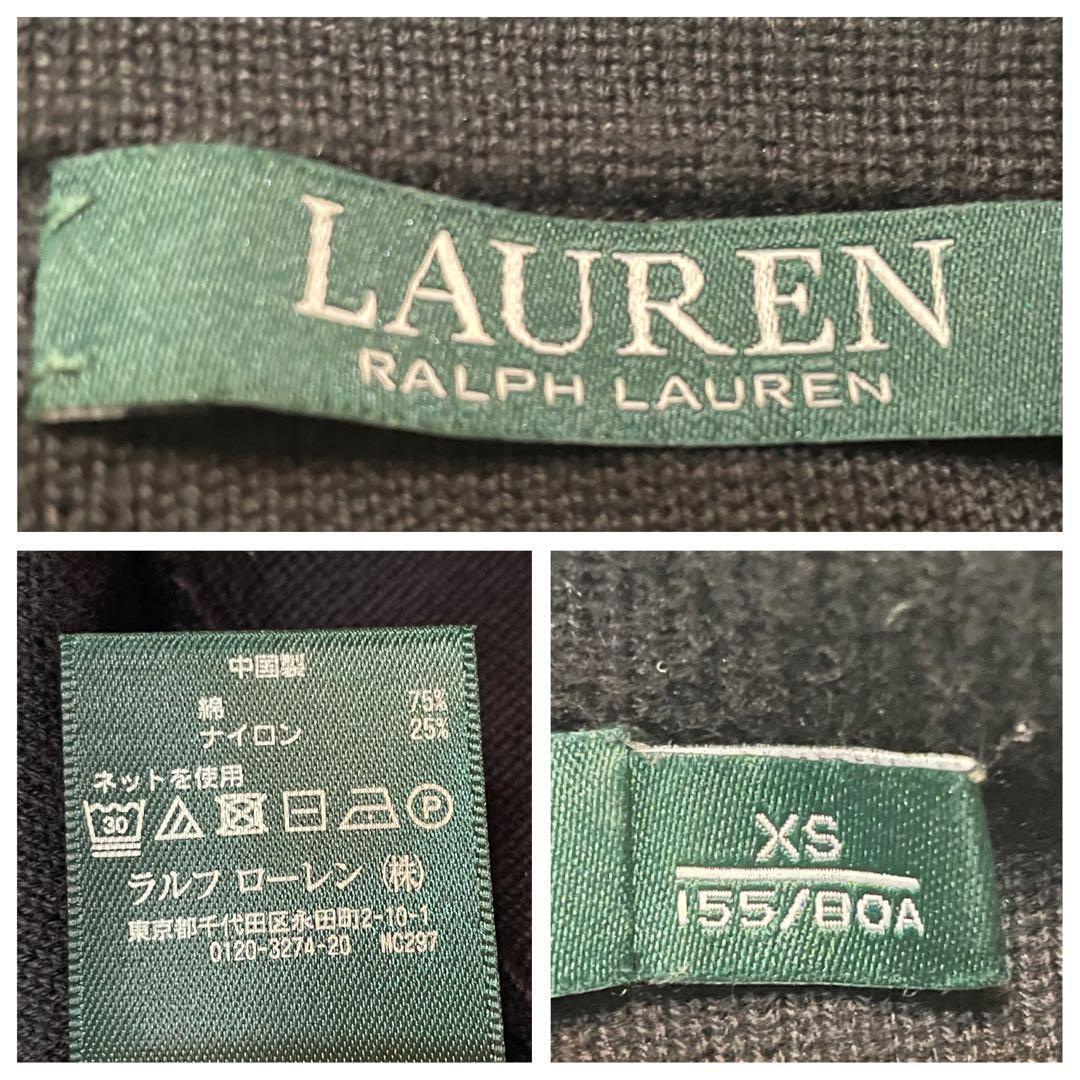 LAUREN
RALPH LAUREN
中国製
綿 75%
ナイロン 25%
ネットを使用
30 P
ラルフ ローレン (株)
東京都千代田区永田町2-10-1
0120-3274-20 MC297
XS
155/80A